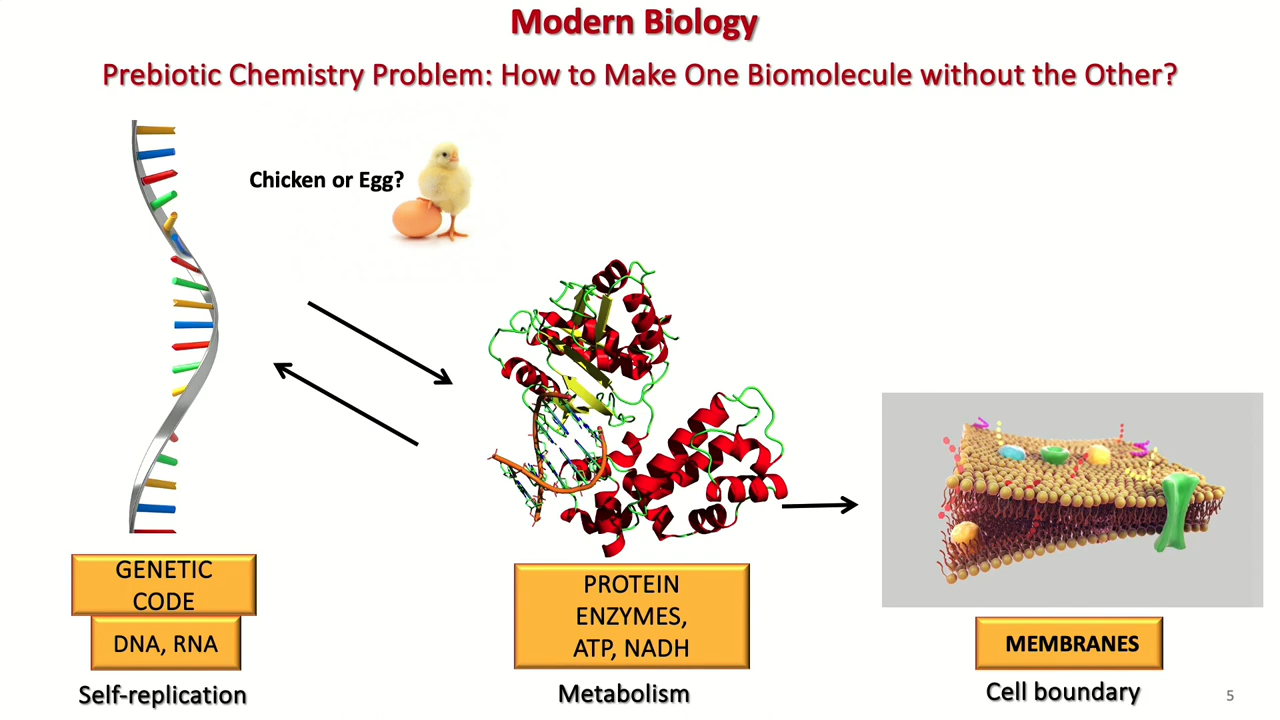 Modern Biology
Prebiotic Chemistry Problem: How to Make One Biomolecule without the Other?
Chicken or Egg?
GENETIC
CODE
DNA, RNA
Self-replication
PROTEIN
ENZYMES,
ATP, NADH
Metabolism
MEMBRANES
Cell boundary
5